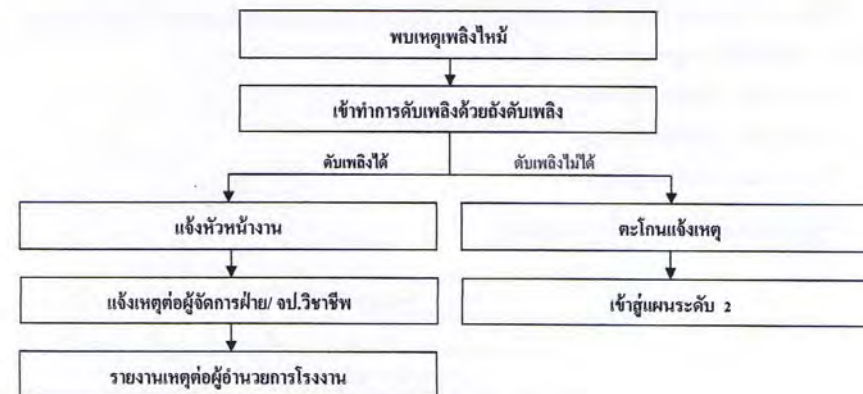 พบเหตุเพลิงไหม้
เข้าทำการดับเพลิงด้วยถังดับเพลิง
ดับเพลิงได้
ดับเพลิงไม่ได้
แจ้งหัวหน้างาน
ตะโกนแจ้งเหตุ
แจ้งเหตุต่อผู้จัดการฝ่าย/ จป.วิชาชีพ
เข้าสู่แผนระดับ 2
รายงานเหตุต่อผู้อำนวยการโรงงาน